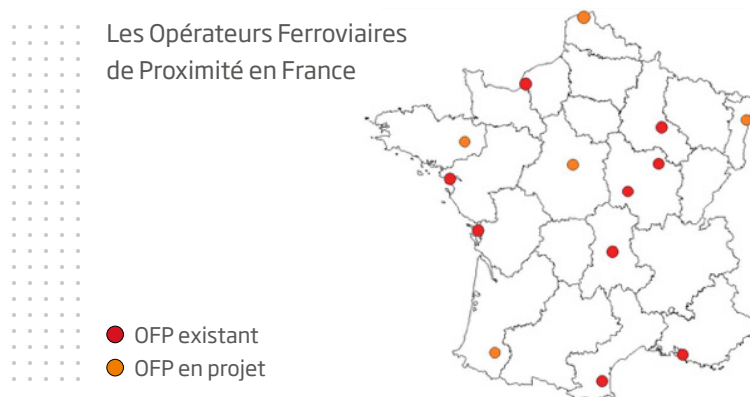 Les Opérateurs Ferroviaires
de Proximité en France
OFP existant
OFP en projet